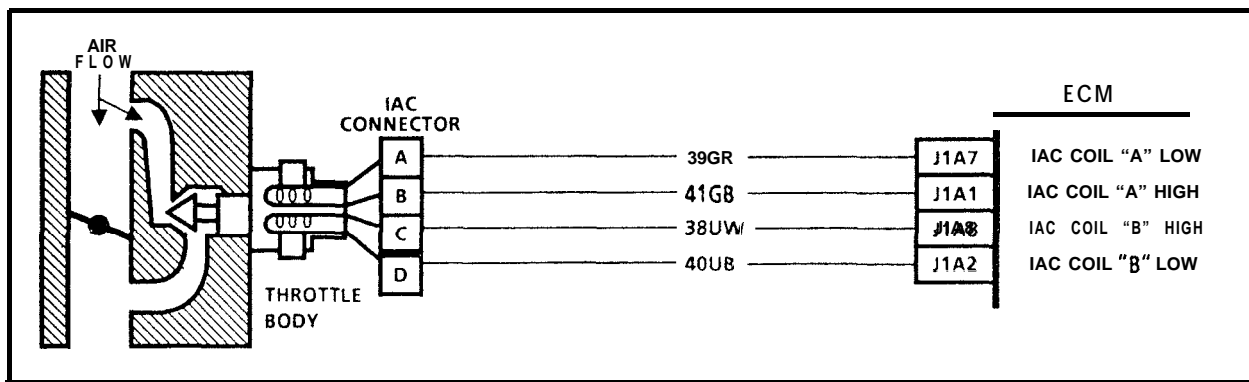 AIR
FLOW
IAC
CONNECTOR
ECM
A 39GR J1A7 IAC COIL "A" LOW
B 41GB J1A1 IAC COIL "A" HIGH
C 38UW J1A8 IAC COIL "B" HIGH
D 40UB J1A2 IAC COIL "B" LOW
THROTTLE
BODY